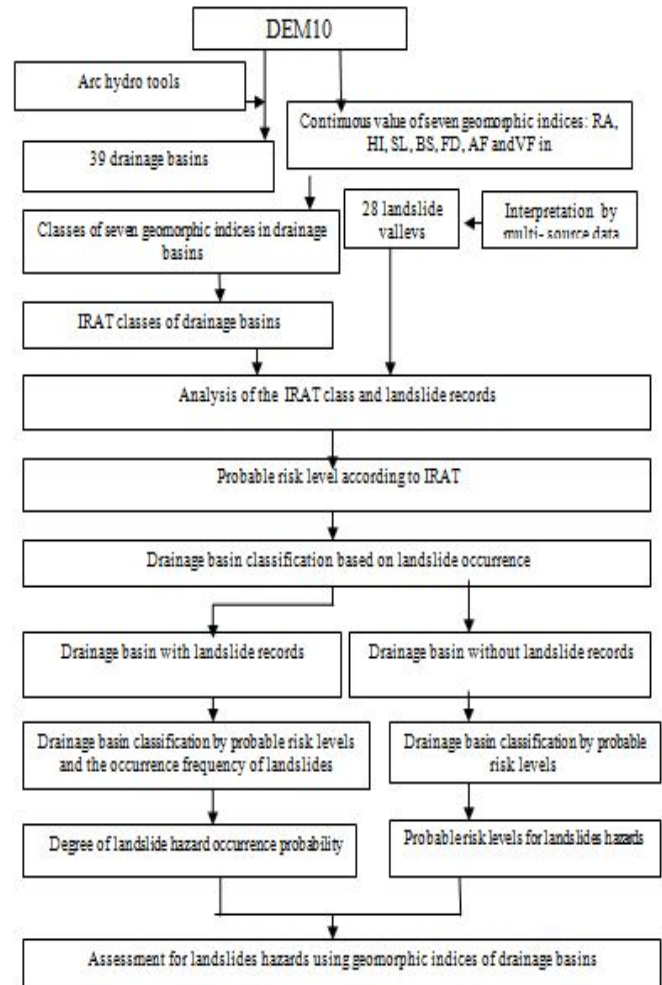 DEM10
Arc hydro tools
Continuous value of seven geomorphic indices: RA,
HI, SL, BS, FD, AF andVF in
39 drainage basins
28 landslide
valleys
Interpretation by
multi- source data
Classes of seven geomorphic indices in drainage
basins
IRAT classes of drainage basins
Analysis of the IRAT class and landslide records
Probable risk level according to IRAT
Drainage basin classification based on landslide occurrence
Drainage basin with landslide records
Drainage basin without landslide records
Drainage basin classification by probable risk levels
and the occurrence frequency of landslides
Drainage basin classification by probable
risk levels
Degree of landslide hazard occurrence probability
Probable risk levels for landslides hazards
Assessment for landslides hazards using geomorphic indices of drainage basins